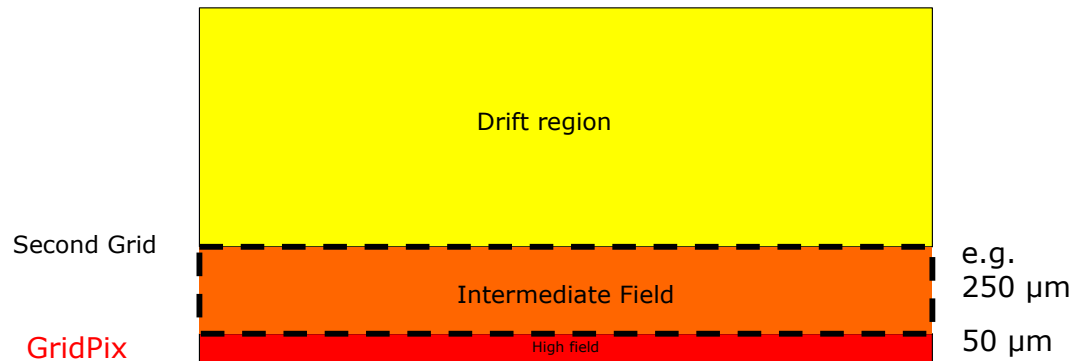 Drift region
Second Grid
Intermediate Field
e.g.
250 µm
GridPix
High field
50 µm